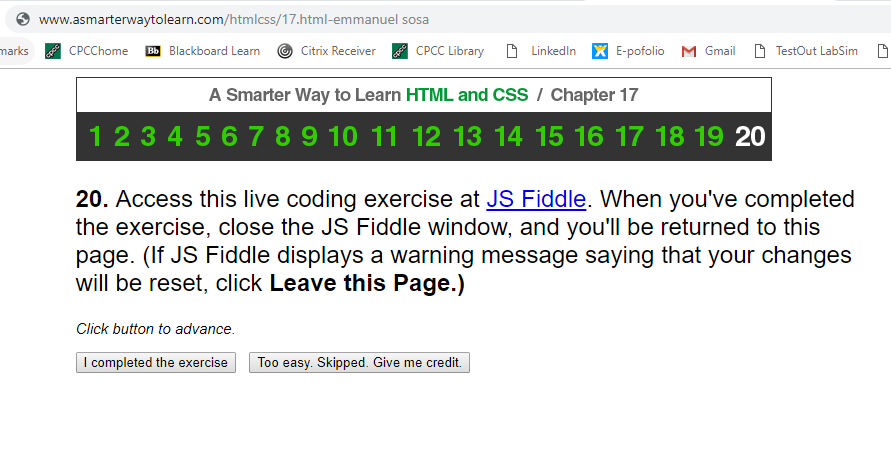 www.asmarterwaytolearn.com/htmlcss/17.html-emmanuel sosa
marks CPCChome Bb Blackboard Learn Citrix Receiver CPCC Library LinkedIn E-pofolio Gmail TestOut LabSim
A Smarter Way to Learn HTML and CSS / Chapter 17
1 2 3 4 5 6 7 8 9 10 11 12 13 14 15 16 17 18 19 20
20. Access this live coding exercise at JS Fiddle. When you've completed
the exercise, close the JS Fiddle window, and you'll be returned to this
page. (If JS Fiddle displays a warning message saying that your changes
will be reset, click Leave this Page.)
Click button to advance.
I completed the exercise Too easy. Skipped. Give me credit.